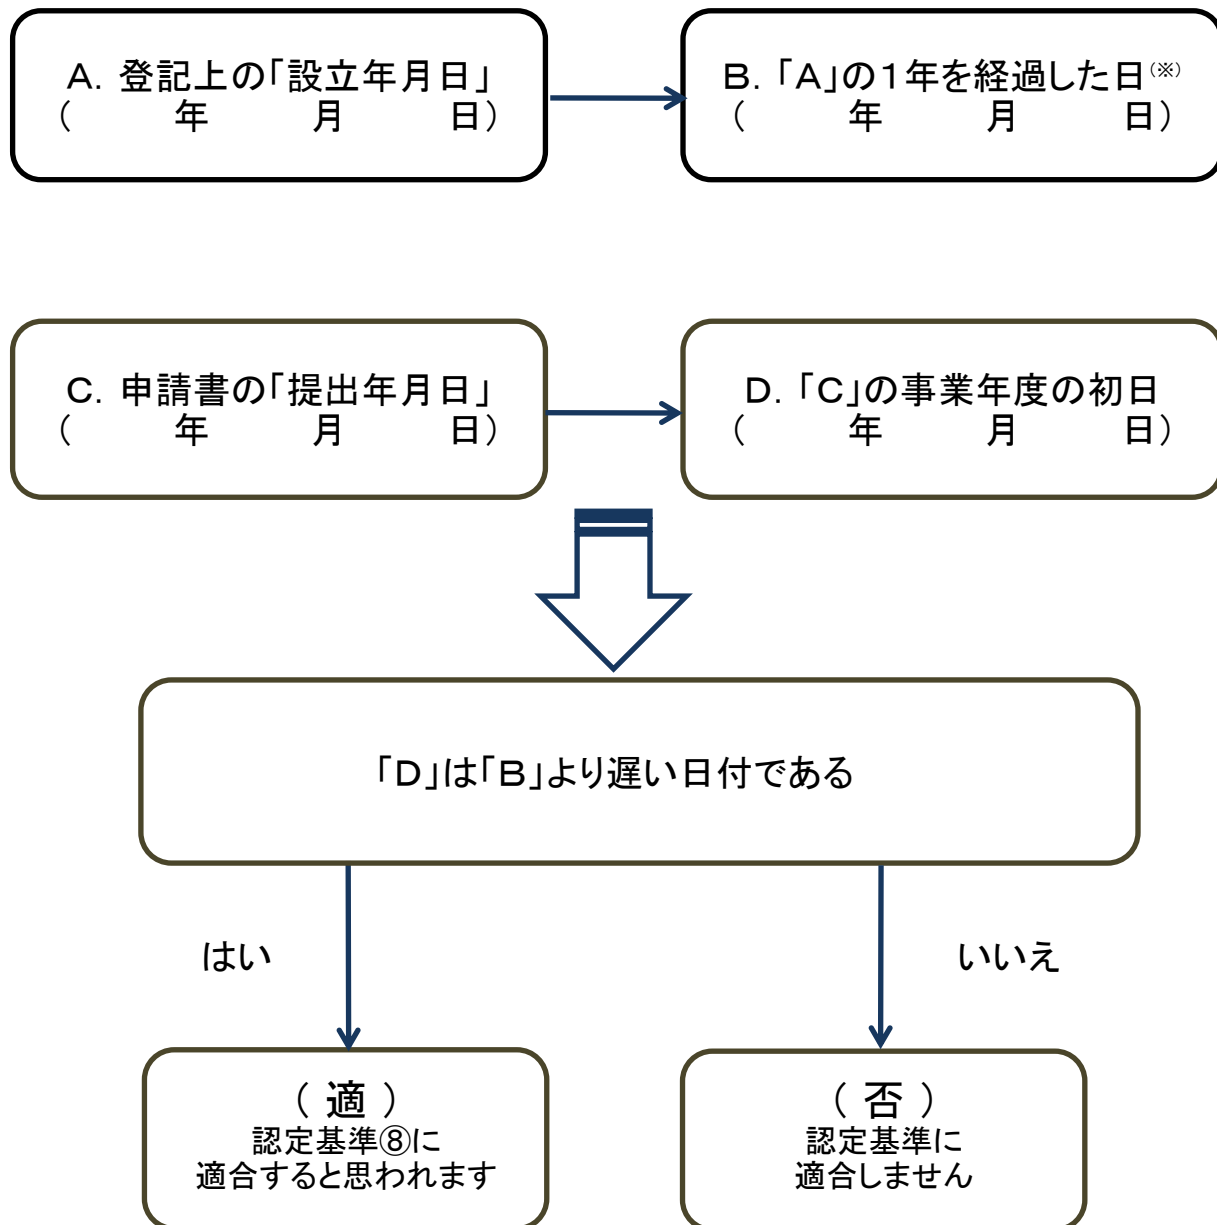 A．登記上の「設立年月日」
（　　　年　　　月　　　日）
B．「A」の１年を経過した日（※）
（　　　年　　　月　　　日）
C．申請書の「提出年月日」
（　　　年　　　月　　　日）
D．「C」の事業年度の初日
（　　　年　　　月　　　日）
「D」は「B」より遅い日付である
はい
いいえ
（ 適 ）
認定基準⑧に
適合すると思われます
（ 否 ）
認定基準に
適合しません